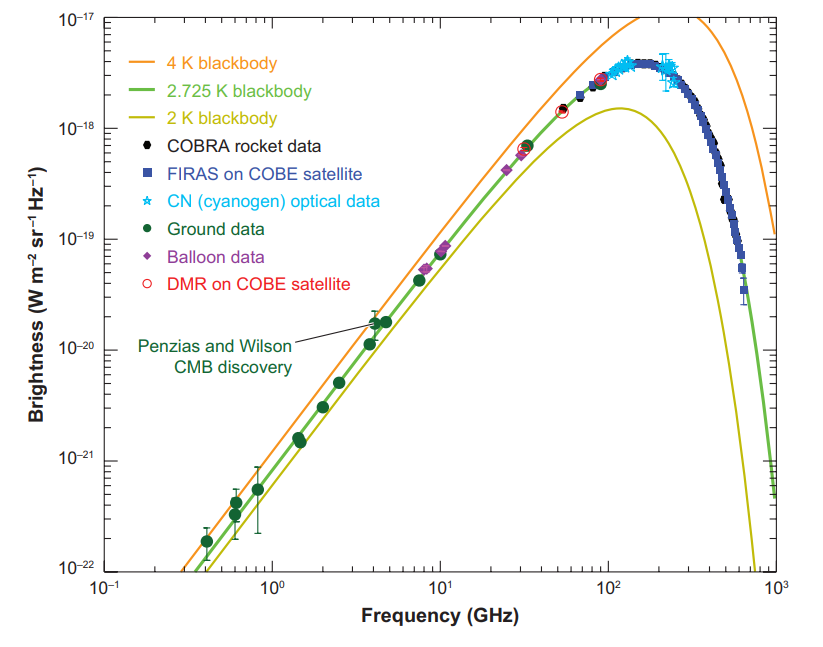 10⁻¹⁷
10⁻¹⁸
10⁻¹⁹
10⁻²⁰
10⁻²¹
10⁻²²
Brightness (W m⁻² sr⁻¹ Hz⁻¹)
4 K blackbody
2.725 K blackbody
2 K blackbody
COBRA rocket data
FIRAS on COBE satellite
CN (cyanogen) optical data
Ground data
Balloon data
DMR on COBE satellite
Penzias and Wilson
CMB discovery
10⁻¹ 10⁰ 10¹ 10² 10³
Frequency (GHz)